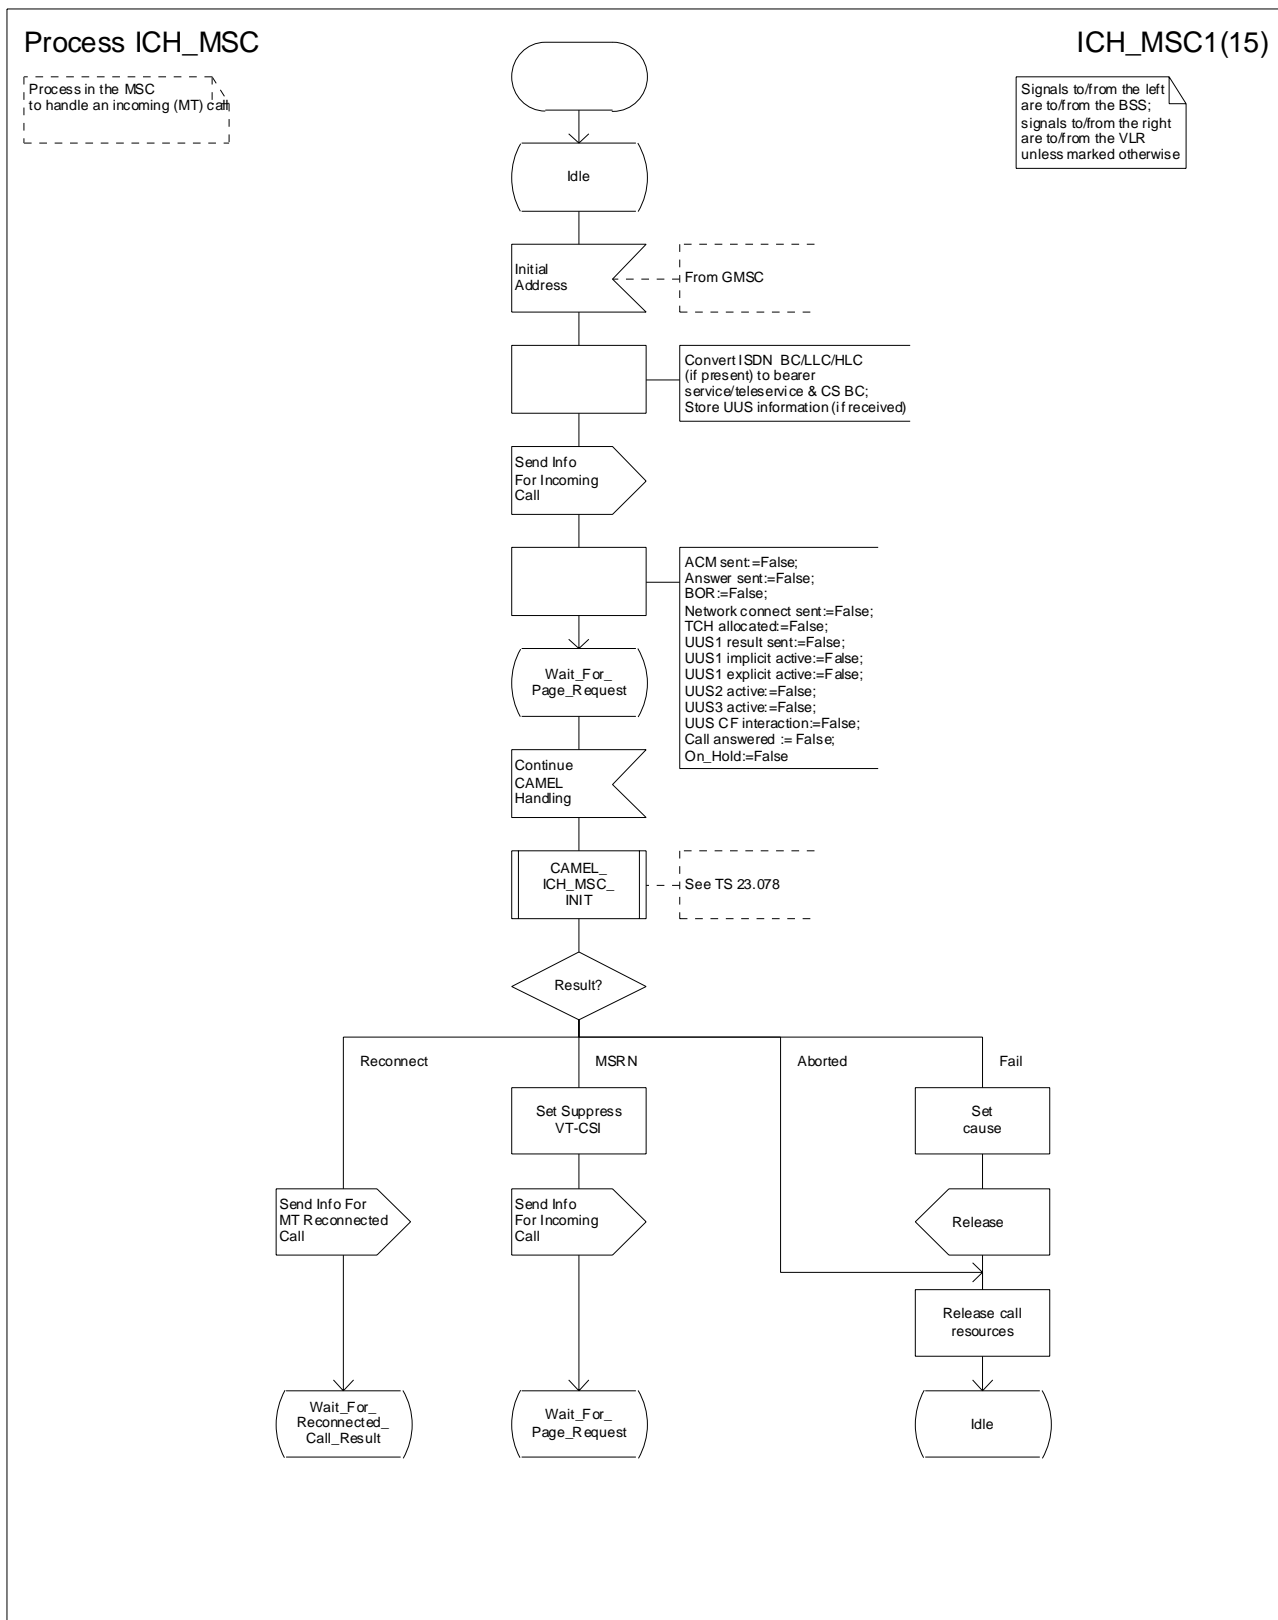 Process ICH_MSC
ICH_MSC1(15)
Process in the MSC
to handle an incoming (MT) call
Signals to/from the left
are to/from the BSS;
signals to/from the right
are to/from the VLR
unless marked otherwise
Idle
Initial
Address
From GMSC
Convert ISDN BC/LLC/HLC
(if present) to bearer
service/teleservice & CS BC;
Store UUS information (if received)
Send Info
For Incoming
Call
ACM sent:=False;
Answer sent:=False;
BOR:=False;
Network connect sent:=False;
TCH allocated:=False;
UUS1 result sent:=False;
UUS1 implicit active:=False;
UUS1 explicit active:=False;
UUS2 active:=False;
UUS3 active:=False;
UUS CF interaction:=False;
Call answered := False;
On_Hold:=False
Wait_For_
Page_Request
Continue
CAMEL
Handling
CAMEL_
ICH_MSC_
INIT
See TS 23.078
Result?
Reconnect
MSRN
Aborted
Fail
Set Suppress
VT-CSI
Set
cause
Send Info For
MT Reconnected
Call
Send Info
For Incoming
Call
Release
Release call
resources
Wait_For_
Reconnected_
Call_Result
Wait_For_
Page_Request
Idle